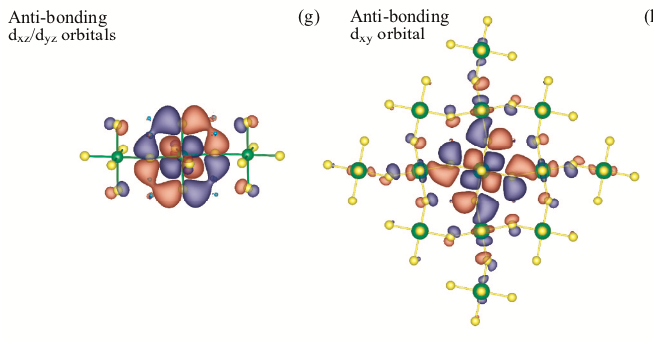 Anti-bonding
dxz/dyz orbitals
(g)
Anti-bonding
dxy orbital